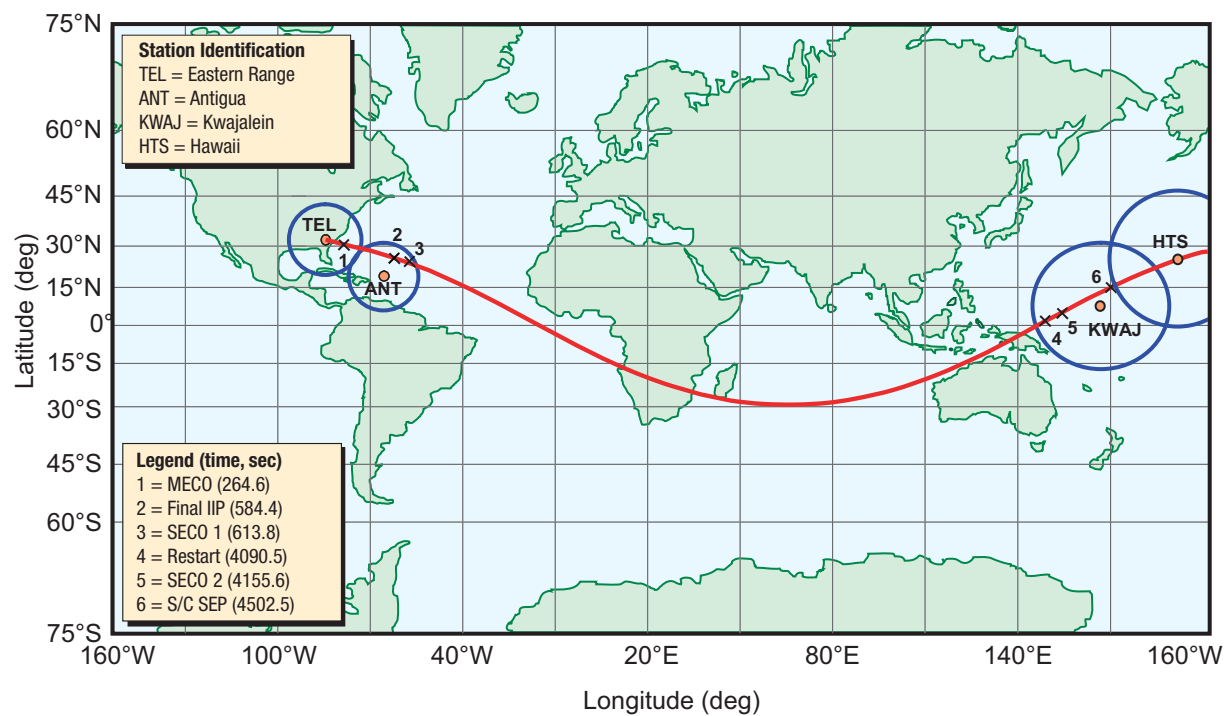 75°N
60°N
45°N
30°N
15°N
0°
15°S
30°S
45°S
60°S
75°S
Latitude (deg)
Station Identification
TEL = Eastern Range
ANT = Antigua
KWAJ = Kwajalein
HTS = Hawaii
TEL
1
2
3
ANT
HTS
6
5
4
KWAJ
Legend (time, sec)
1 = MECO (264.6)
2 = Final IIP (584.4)
3 = SECO 1 (613.8)
4 = Restart (4090.5)
5 = SECO 2 (4155.6)
6 = S/C SEP (4502.5)
160°W 100°W 40°W 20°E 80°E 140°E 160°W
Longitude (deg)